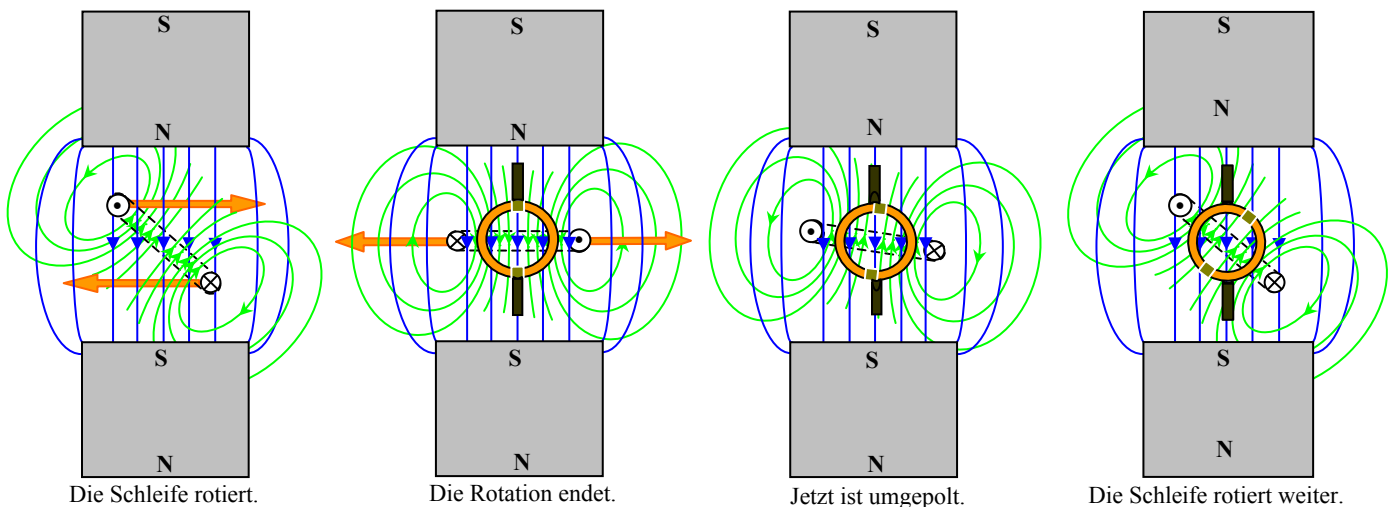 S S S S
N N N N
S S S S
N N N N
Die Schleife rotiert. Die Rotation endet. Jetzt ist umgepolt. Die Schleife rotiert weiter.